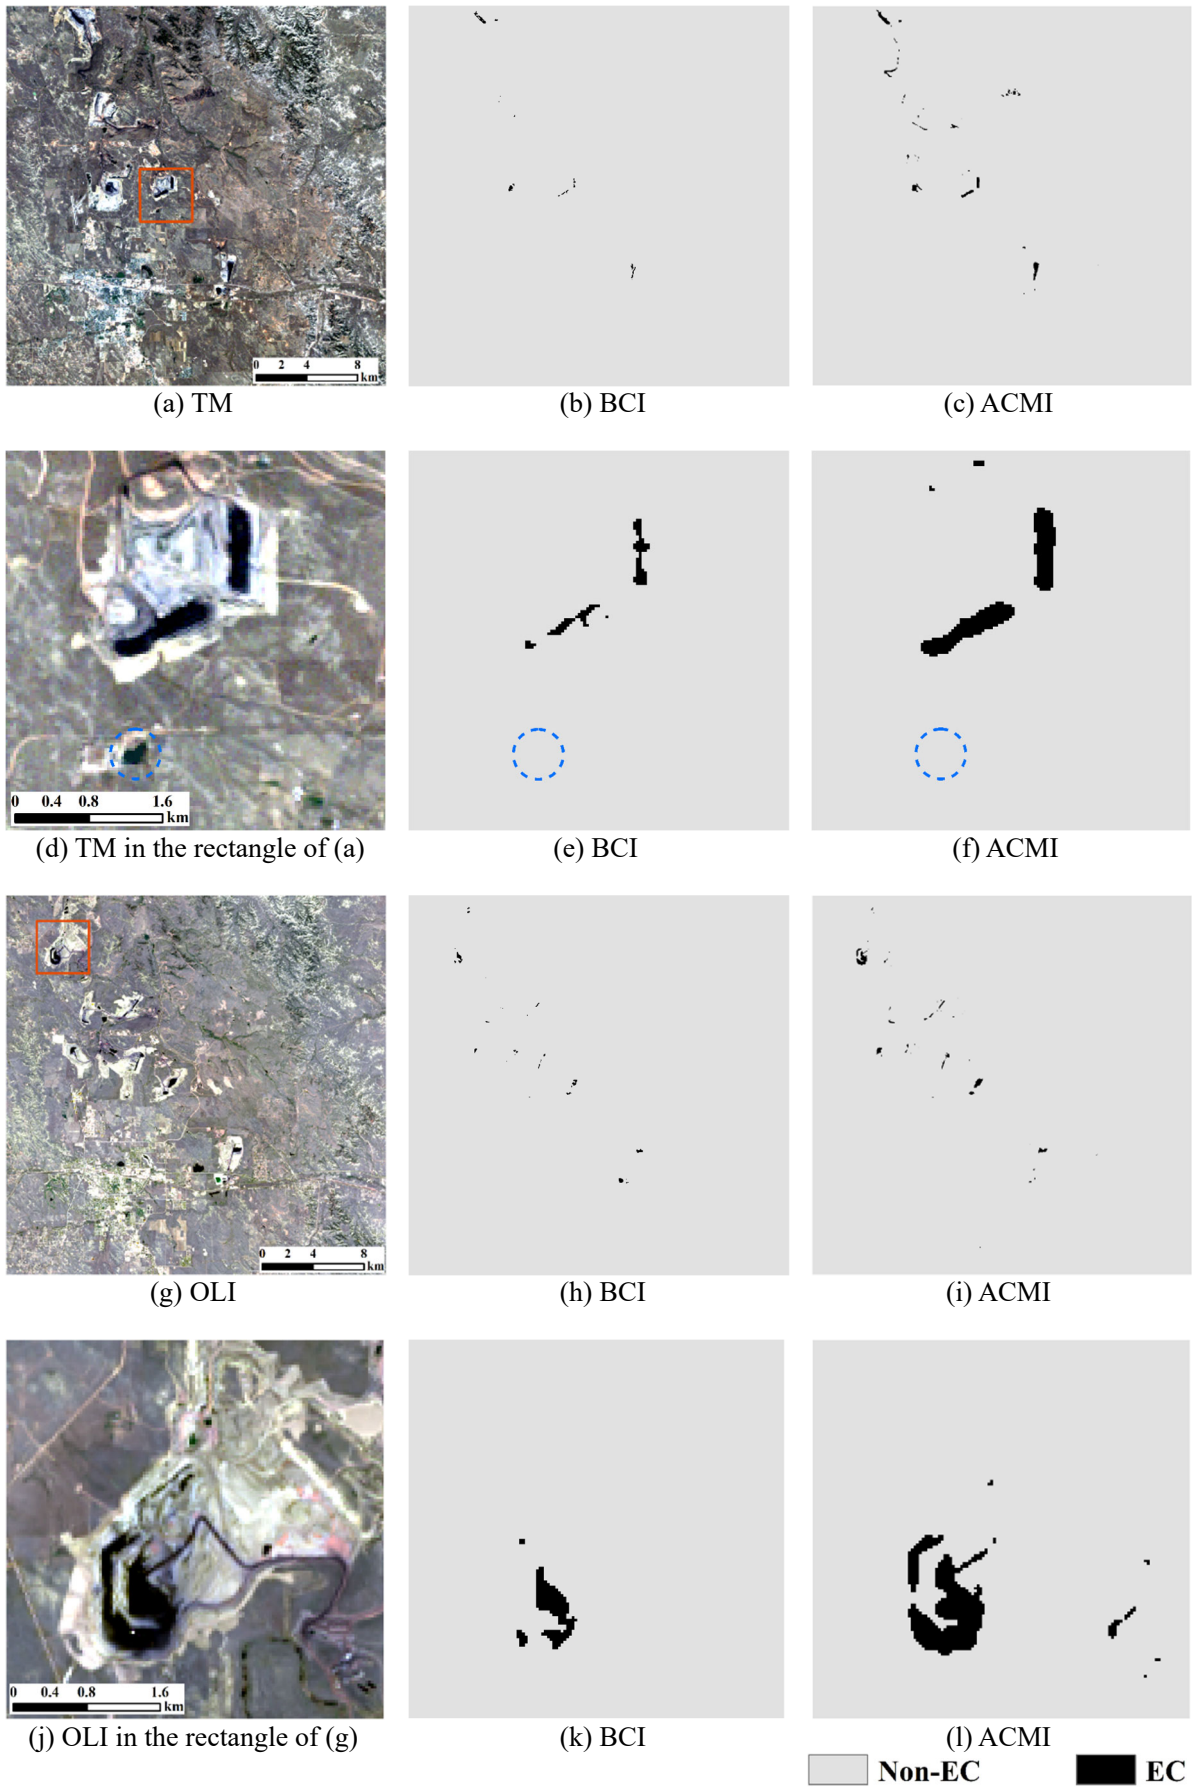 0 2 4 8
km
(a) TM
(b) BCI
(c) ACMI
0 0.4 0.8 1.6
km
(d) TM in the rectangle of (a)
(e) BCI
(f) ACMI
0 2 4 8
km
(g) OLI
(h) BCI
(i) ACMI
0 0.4 0.8 1.6
km
(j) OLI in the rectangle of (g)
(k) BCI
(l) ACMI
Non-EC
EC